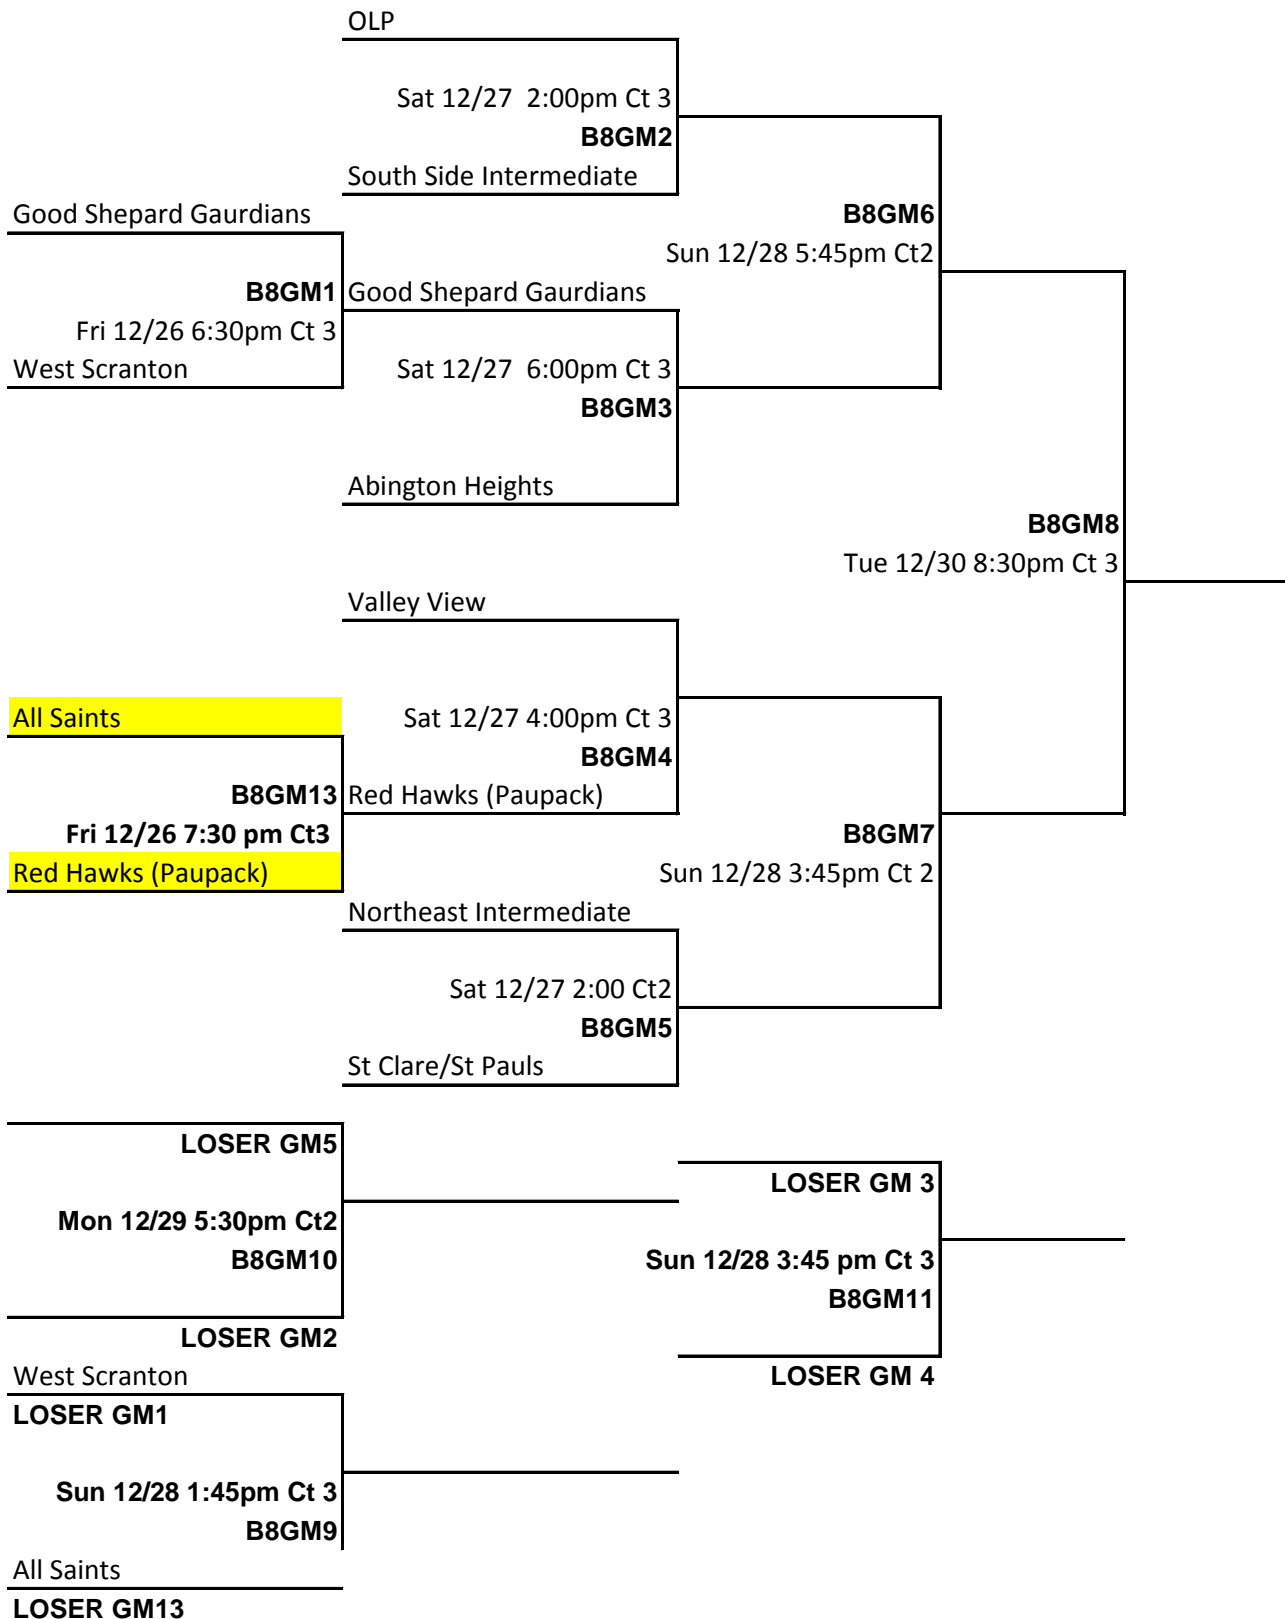 OLP
Sat 12/27  2:00pm Ct 3
B8GM2
South Side Intermediate
Good Shepard Gaurdians
B8GM6
Sun 12/28 5:45pm Ct2
B8GM1
Good Shepard Gaurdians
Fri 12/26 6:30pm Ct 3
West Scranton
Sat 12/27  6:00pm Ct 3
B8GM3
Abington Heights
B8GM8
Tue 12/30 8:30pm Ct 3
Valley View
All Saints
Sat 12/27 4:00pm Ct 3
B8GM4
B8GM13
Red Hawks (Paupack)
Fri 12/26 7:30 pm Ct3
B8GM7
Red Hawks (Paupack)
Sun 12/28 3:45pm Ct 2
Northeast Intermediate
Sat 12/27 2:00 Ct2
B8GM5
St Clare/St Pauls
LOSER GM5
LOSER GM 3
Mon 12/29 5:30pm Ct2
B8GM10
Sun 12/28 3:45 pm Ct 3
B8GM11
LOSER GM2
West Scranton
LOSER GM 4
LOSER GM1
Sun 12/28 1:45pm Ct 3
B8GM9
All Saints
LOSER GM13